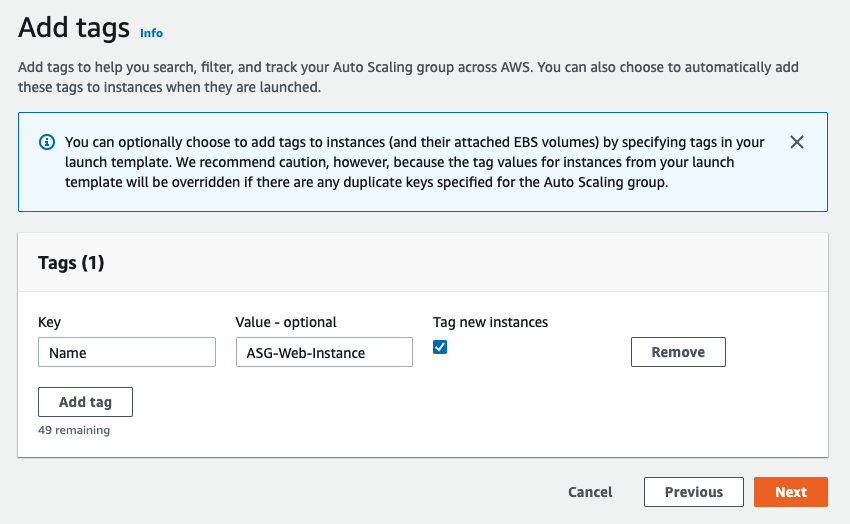 Add tags Info
Add tags to help you search, filter, and track your Auto Scaling group across AWS. You can also choose to automatically add
these tags to instances when they are launched.
You can optionally choose to add tags to instances (and their attached EBS volumes) by specifying tags in your
launch template. We recommend caution, however, because the tag values for instances from your launch
template will be overridden if there are any duplicate keys specified for the Auto Scaling group.
Tags (1)
Key Value - optional Tag new instances
Name ASG-Web-Instance Remove
Add tag
49 remaining
Cancel Previous Next